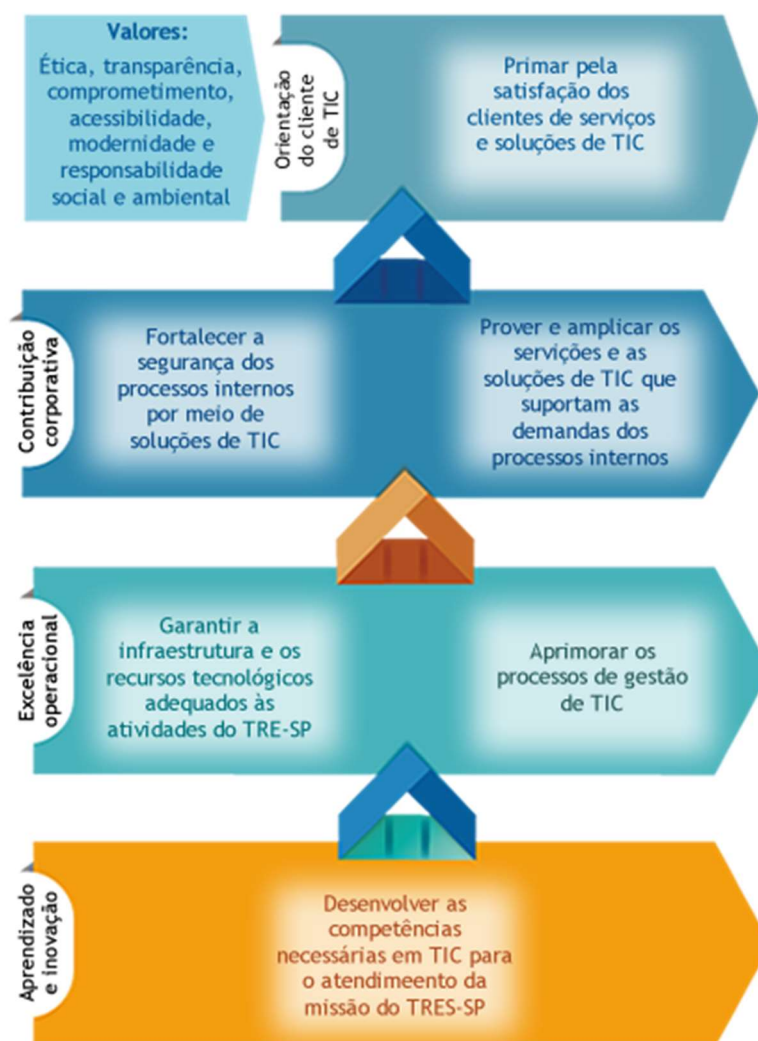 Valores:
Ética, transparência,
comprometimento,
acessibilidade,
modernidade e
responsabilidade
social e ambiental
Orientação
do cliente
de TIC
Primar pela
satisfação dos
clientes de serviços
e soluções de TIC
Contribuição
corporativa
Fortalecer a
segurança dos
processos internos
por meio de
soluções de TIC
Prover e amplicar os
servições e as
soluções de TIC que
suportam as
demandas dos
processos internos
Excelência
operacional
Garantir a
infraestrutura e os
recursos tecnológicos
adequados às
atividades do TRE-SP
Aprimorar os
processos de gestão
de TIC
Aprendizado
e inovação
Desenvolver as
competências
necessárias em TIC para
o atendimeento da
missão do TRES-SP